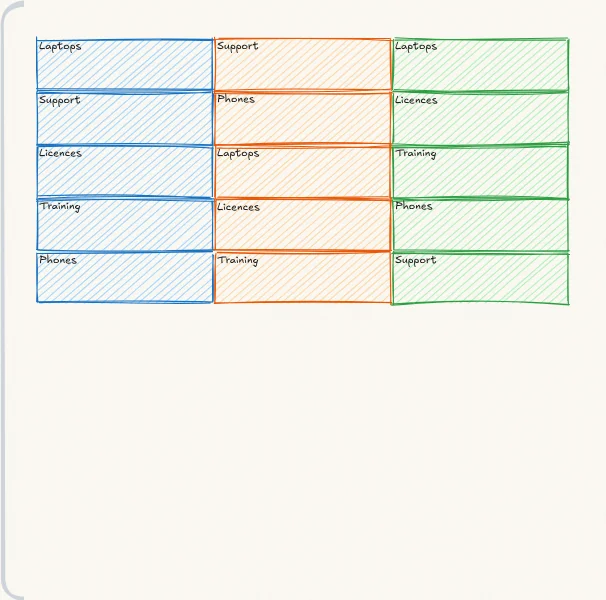 Laptops
Support
Laptops
Support
Phones
Licences
Licences
Laptops
Training
Training
Licences
Phones
Phones
Training
Support